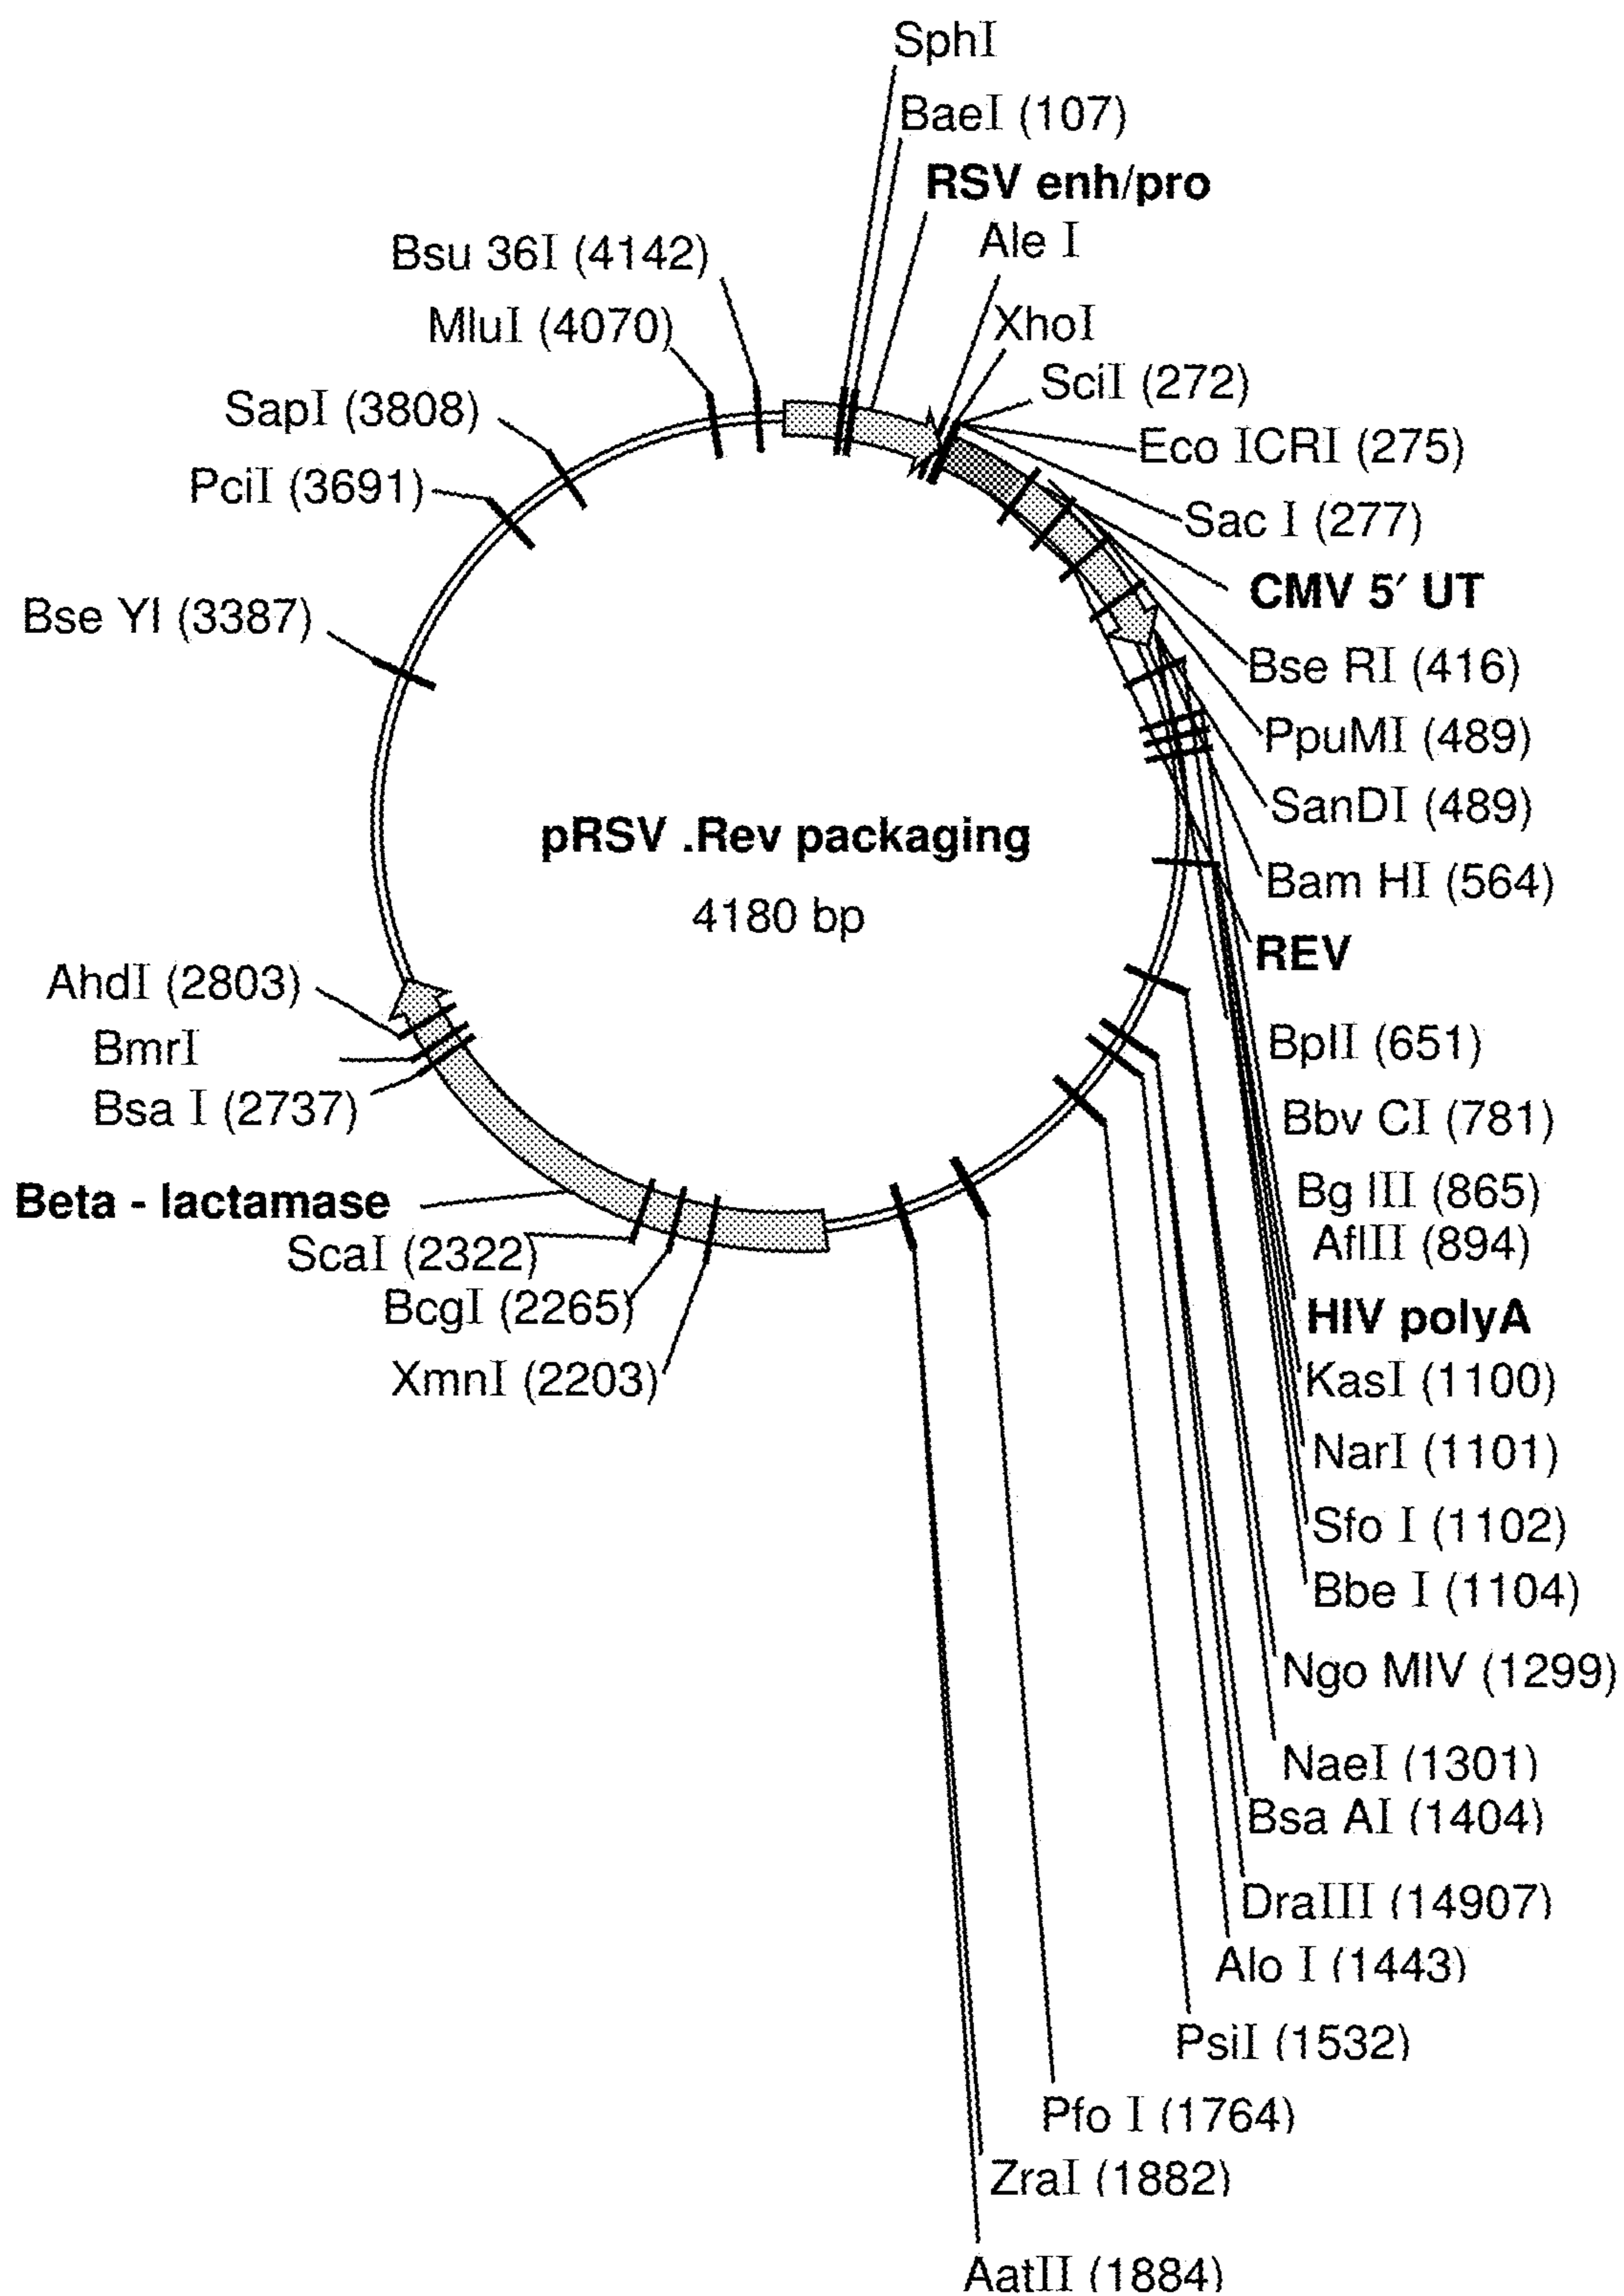 SphI
BaeI (107)
RSV enh/pro
Ale I
XhoI
SciI (272)
Eco ICRI (275)
Sac I (277)
CMV 5′ UT
Bse RI (416)
PpuMI (489)
SanDI (489)
Bam HI (564)
REV
BplI (651)
Bbv CI (781)
Bg III (865)
AflII (894)
HIV polyA
KasI (1100)
NarI (1101)
Sfo I (1102)
Bbe I (1104)
Ngo MIV (1299)
NaeI (1301)
Bsa AI (1404)
DraIII (14907)
Alo I (1443)
PsiI (1532)
Pfo I (1764)
ZraI (1882)
AatII (1884)
XmnI (2203)
BcgI (2265)
ScaI (2322)
Beta - lactamase
Bsa I (2737)
BmrI
AhdI (2803)
Bse YI (3387)
PciI (3691)
SapI (3808)
MluI (4070)
Bsu 36I (4142)
pRSV .Rev packaging
4180 bp